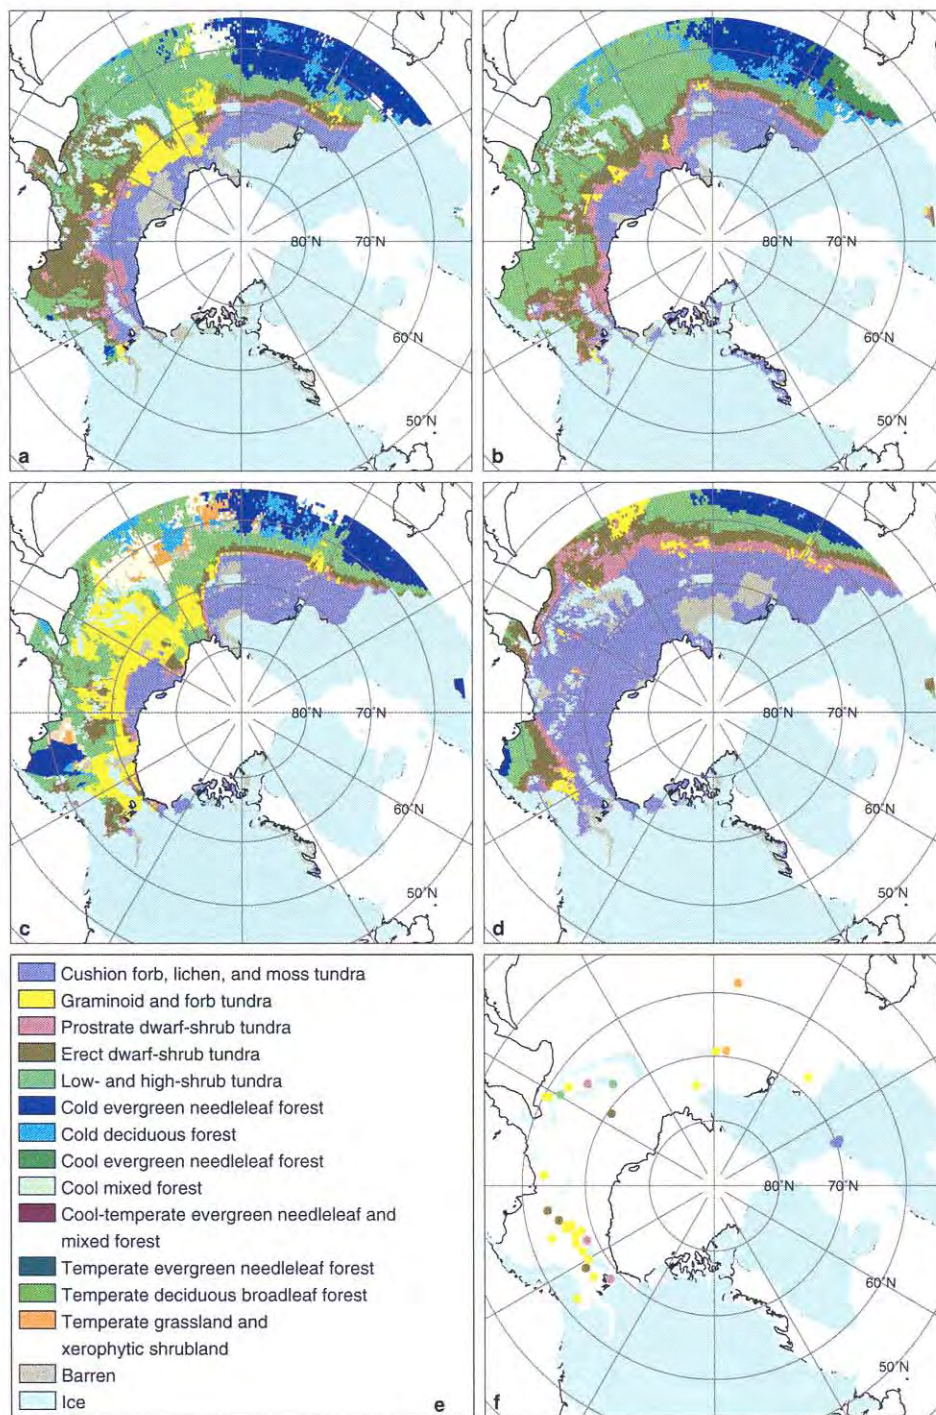 80°N
70°N
60°N
50°N
a
80°N
70°N
60°N
50°N
b
80°N
70°N
60°N
50°N
c
80°N
70°N
60°N
50°N
d
Cushion forb, lichen, and moss tundra
Graminoid and forb tundra
Prostrate dwarf-shrub tundra
Erect dwarf-shrub tundra
Low- and high-shrub tundra
Cold evergreen needleleaf forest
Cold deciduous forest
Cool evergreen needleleaf forest
Cool mixed forest
Cool-temperate evergreen needleleaf and
mixed forest
Temperate evergreen needleleaf forest
Temperate deciduous broadleaf forest
Temperate grassland and
xerophytic shrubland
Barren
Ice
e
80°N
70°N
60°N
50°N
f